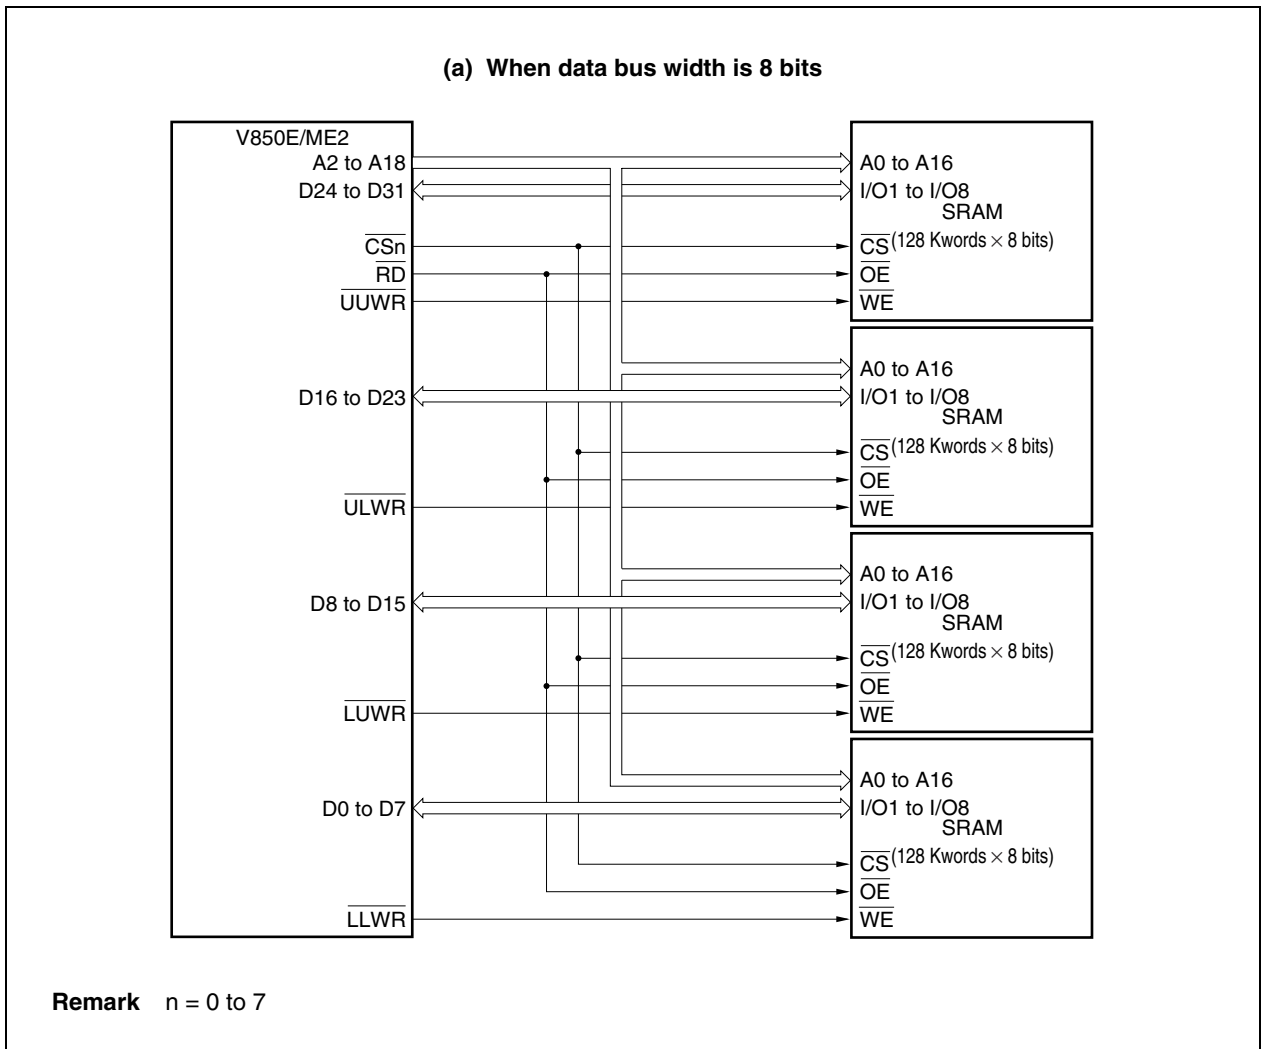 (a) When data bus width is 8 bits
V850E/ME2
A2 to A18
D24 to D31
CSn
RD
UUWR
A0 to A16
I/O1 to I/O8
SRAM
CS (128 Kwords × 8 bits)
OE
WE
D16 to D23
ULWR
A0 to A16
I/O1 to I/O8
SRAM
CS (128 Kwords × 8 bits)
OE
WE
D8 to D15
LUWR
A0 to A16
I/O1 to I/O8
SRAM
CS (128 Kwords × 8 bits)
OE
WE
D0 to D7
LLWR
A0 to A16
I/O1 to I/O8
SRAM
CS (128 Kwords × 8 bits)
OE
WE
Remark n = 0 to 7